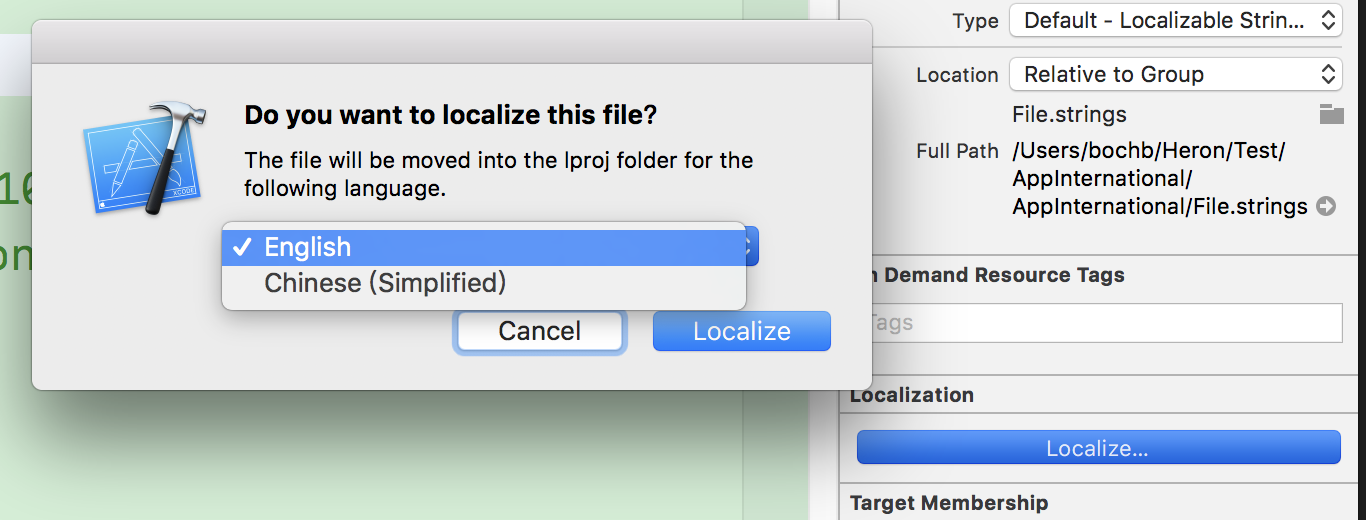 Do you want to localize this file?
The file will be moved into the lproj folder for the
following language.
✓ English
Chinese (Simplified)
Cancel
Localize
XCODE
Type
Default - Localizable Strin...
Location
Relative to Group
File.strings
Full Path
/Users/bochb/Heron/Test/
AppInternational/
AppInternational/File.strings
Demand Resource Tags
Tags
Localization
Localize...
Target Membership